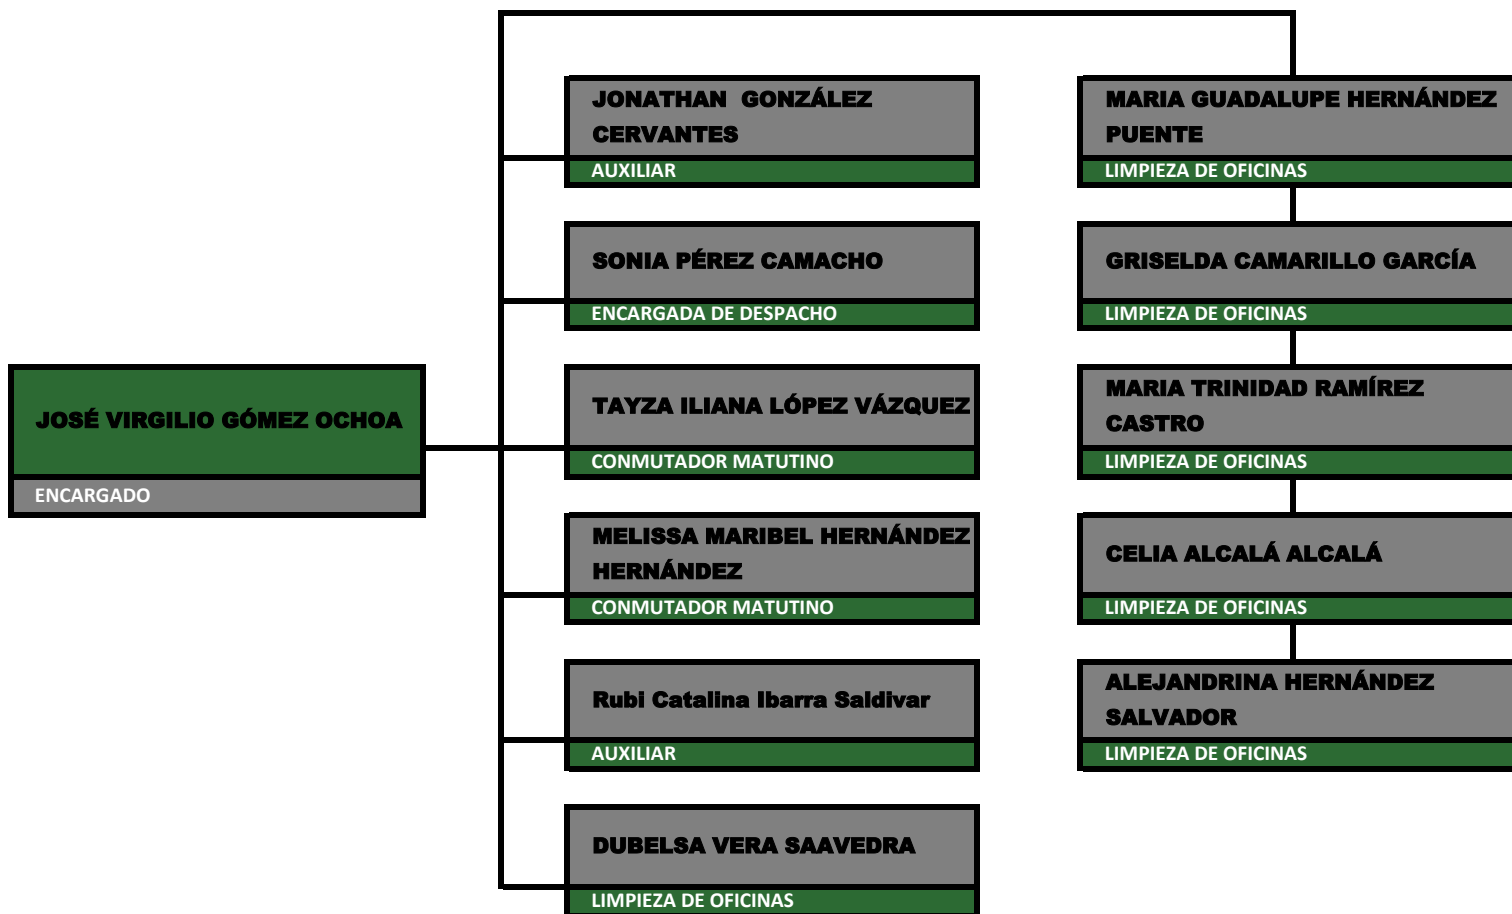 JOSÉ VIRGILIO GÓMEZ OCHOA
ENCARGADO
JONATHAN  GONZÁLEZ
CERVANTES
AUXILIAR
SONIA PÉREZ CAMACHO
ENCARGADA DE DESPACHO
TAYZA ILIANA LÓPEZ VÁZQUEZ
CONMUTADOR MATUTINO
MELISSA MARIBEL HERNÁNDEZ
HERNÁNDEZ
CONMUTADOR MATUTINO
Rubi Catalina Ibarra Saldivar
AUXILIAR
DUBELSA VERA SAAVEDRA
LIMPIEZA DE OFICINAS
MARIA GUADALUPE HERNÁNDEZ
PUENTE
LIMPIEZA DE OFICINAS
GRISELDA CAMARILLO GARCÍA
LIMPIEZA DE OFICINAS
MARIA TRINIDAD RAMÍREZ
CASTRO
LIMPIEZA DE OFICINAS
CELIA ALCALÁ ALCALÁ
LIMPIEZA DE OFICINAS
ALEJANDRINA HERNÁNDEZ
SALVADOR
LIMPIEZA DE OFICINAS